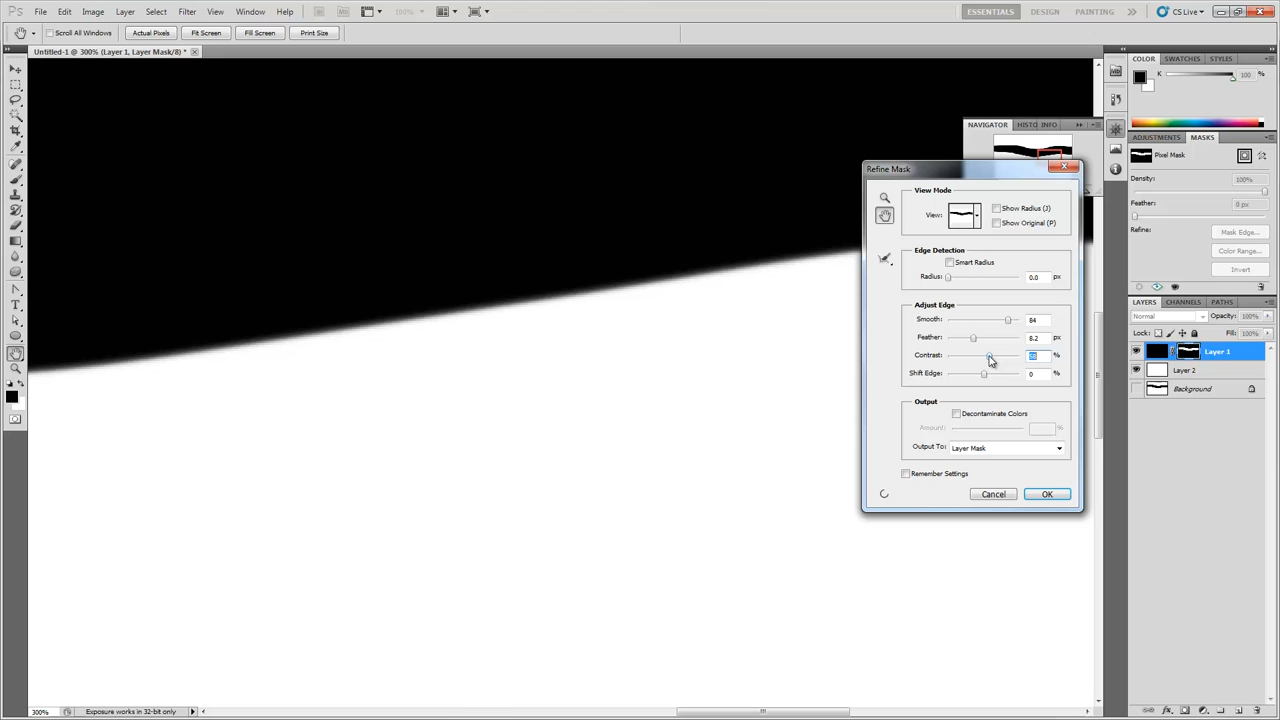 Ps File Edit Image Layer Select Filter Analysis 3D View Window Help 100% ESSENTIALS DESIGN PAINTING CS Live
Scroll All Windows Actual Pixels Fit Screen Fill Screen Print Size
Untitled-1 @ 300% (Layer 1, Layer Mask/8) *
COLOR SWATCHES STYLES
K 100 %
NAVIGATOR HISTO INFO
ADJUSTMENTS MASKS
Pixel Mask
Density: 100%
Feather: 0 px
Refine: Mask Edge...
Color Range...
Invert
LAYERS CHANNELS PATHS
Normal Opacity: 100%
Lock: Fill: 100%
Layer 1
Layer 2
Background
Refine Mask
View Mode
View: Show Radius (J)
Show Original (P)
Edge Detection
Smart Radius
Radius: 0.0 px
Adjust Edge
Smooth: 84
Feather: 8.2 px
Contrast: %
Shift Edge: 0 %
Output
Decontaminate Colors
Amount: %
Output To: Layer Mask
Remember Settings
Cancel OK
300% Exposure works in 32-bit only